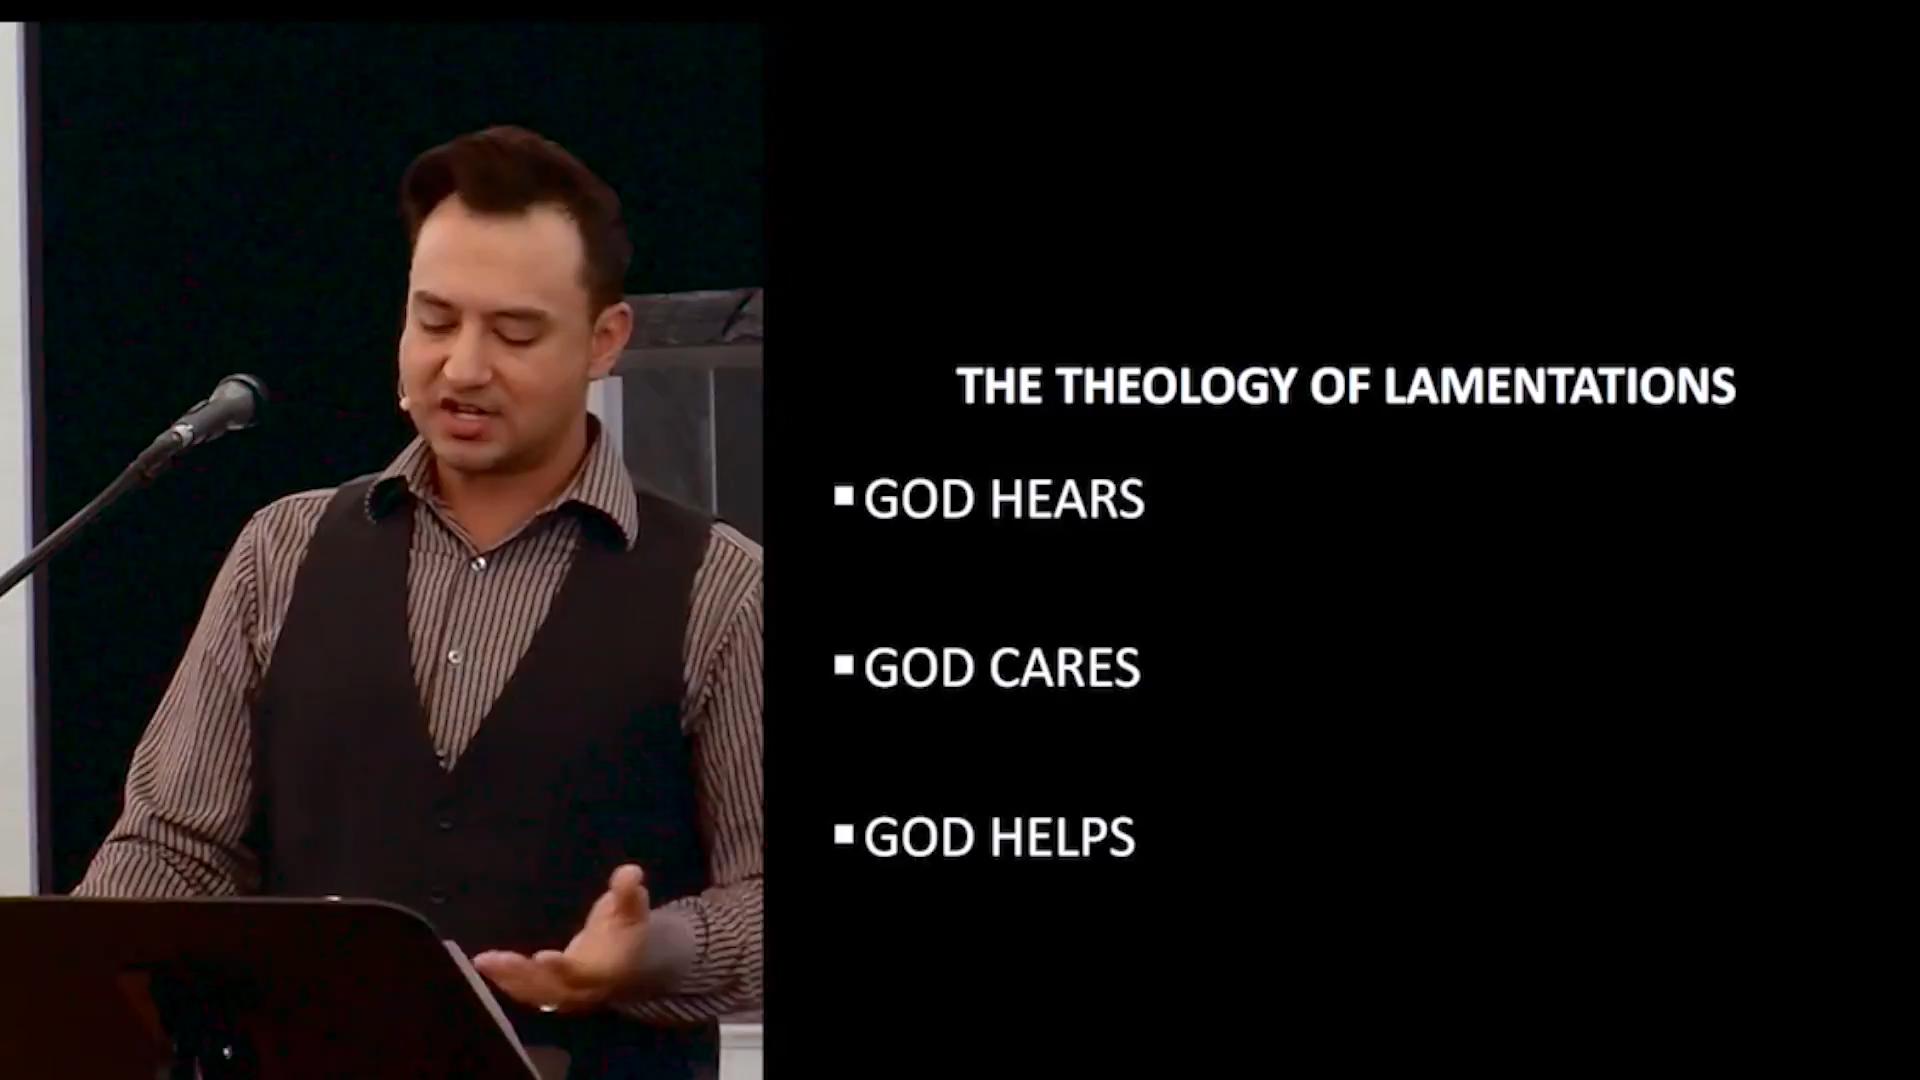 THE THEOLOGY OF LAMENTATIONS
▪GOD HEARS
▪GOD CARES
▪GOD HELPS